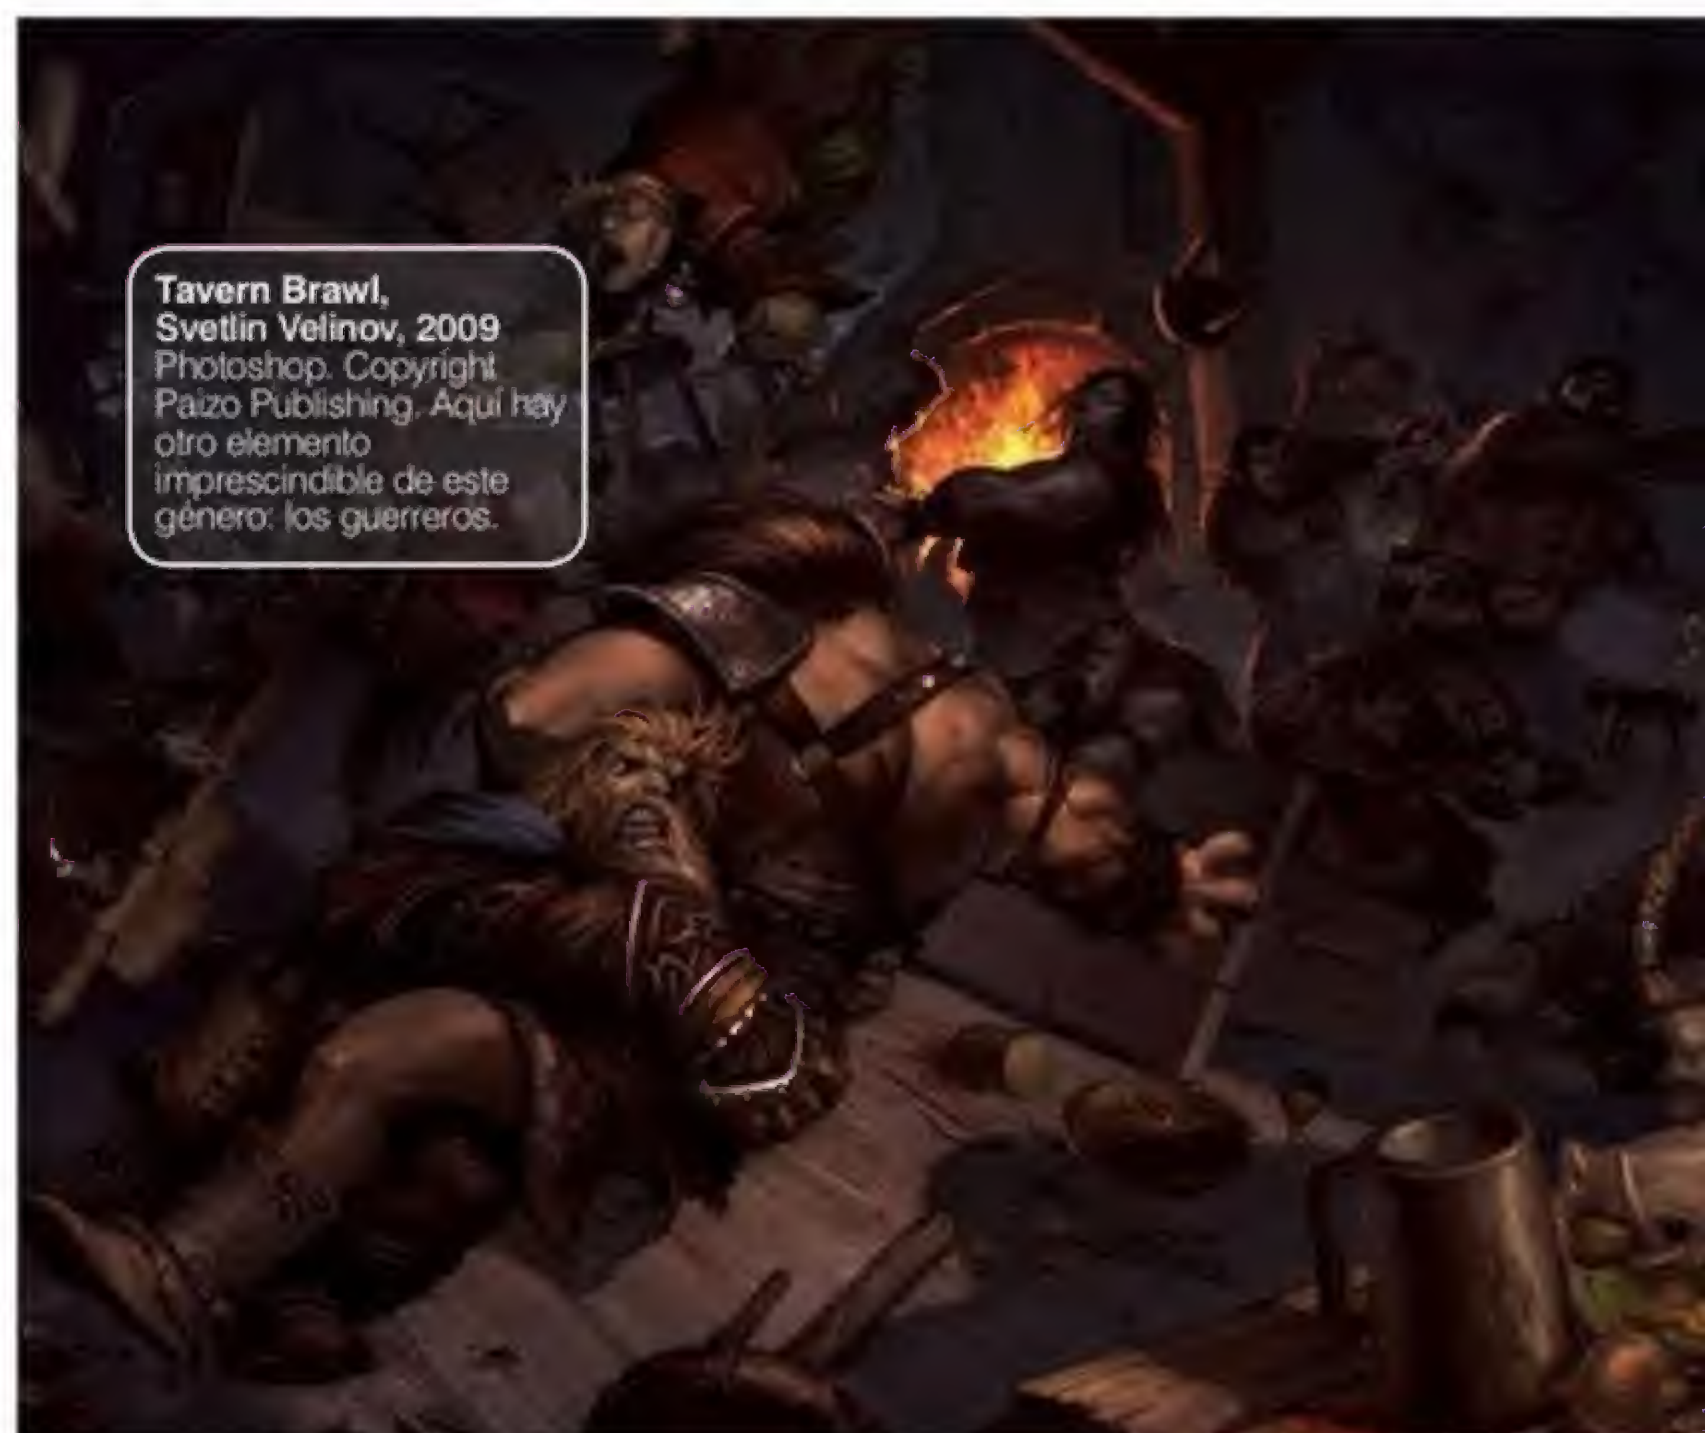 Tavern Brawl,
Svetlin Velinov, 2009
Photoshop. Copyright
Paizo Publishing. Aquí hay
otro elemento
imprescindible de este
género: los guerreros.